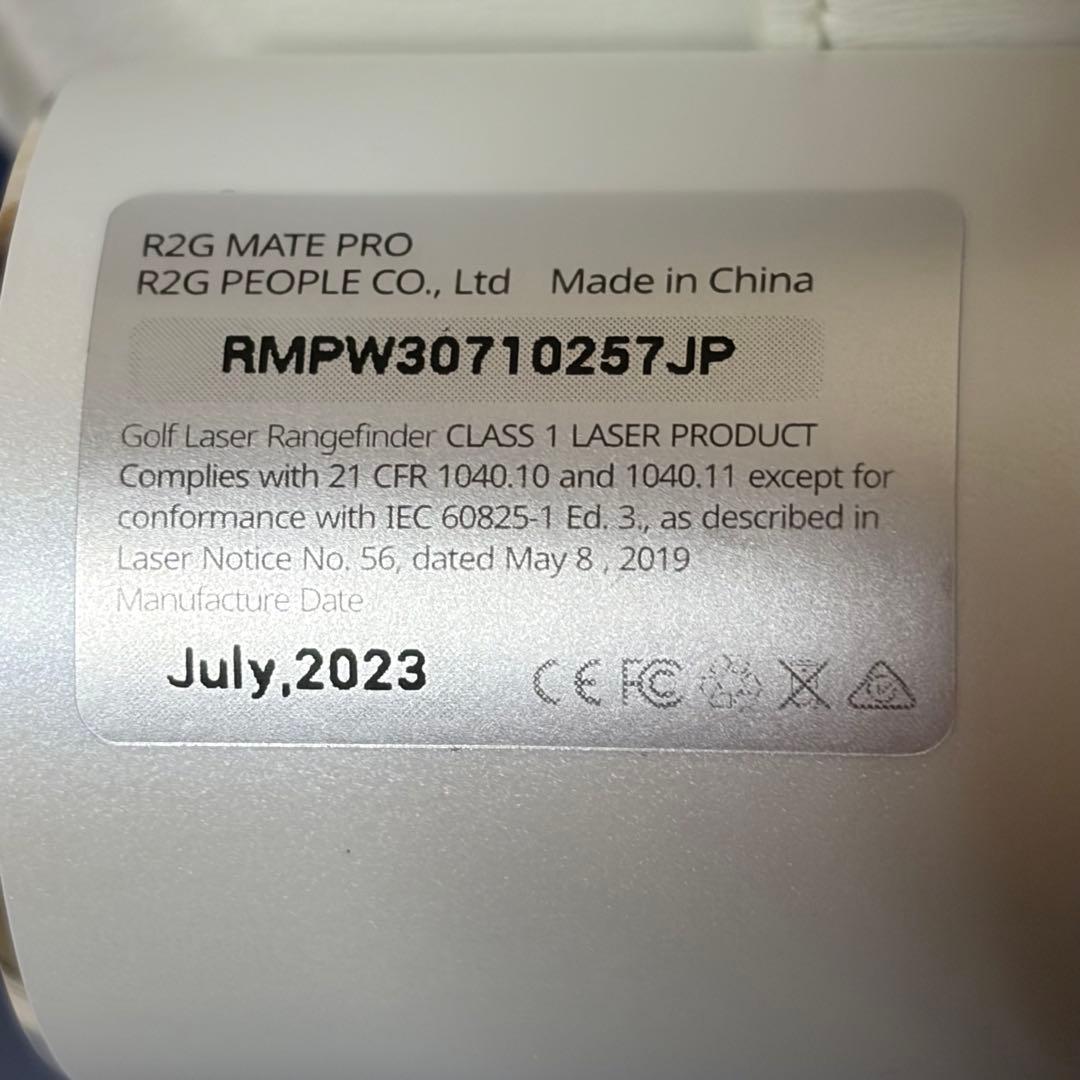 R2G MATE PRO
R2G PEOPLE CO., Ltd Made in China
RMPW30710257JP
Golf Laser Rangefinder CLASS 1 LASER PRODUCT
Complies with 21 CFR 1040.10 and 1040.11 except for
conformance with IEC 60825-1 Ed. 3., as described in
Laser Notice No. 56, dated May 8 , 2019
Manufacture Date
July,2023 CE FC